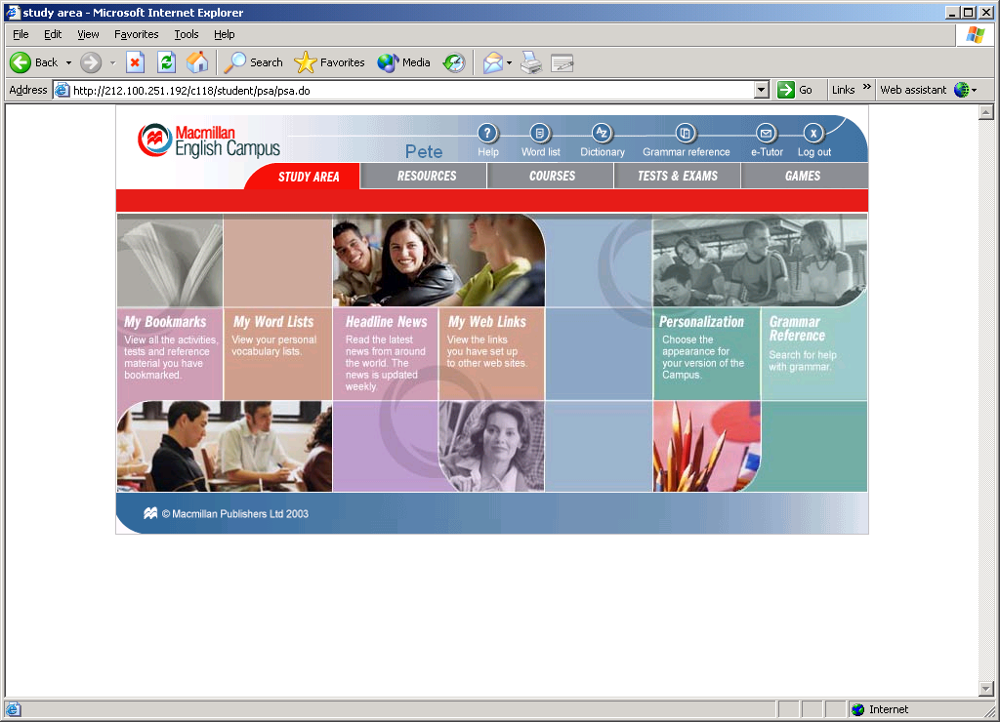 study area - Microsoft Internet Explorer
File Edit View Favorites Tools Help
Back Search Favorites Media
Address http://212.100.251.192/c118/student/psa/psa.do Go Links » Web assistant
Macmillan
English Campus
Pete
? Help
Word list
AZ Dictionary
Grammar reference
e-Tutor
X Log out
STUDY AREA RESOURCES COURSES TESTS & EXAMS GAMES
My Bookmarks
View all the activities,
tests and reference
material you have
bookmarked.
My Word Lists
View your personal
vocabulary lists.
Headline News
Read the latest
news from around
the world. The
news is updated
weekly.
My Web Links
View the links
you have set up
to other web sites.
Personalization
Choose the
appearance for
your version of the
Campus.
Grammar
Reference
Search for help
with grammar.
© Macmillan Publishers Ltd 2003
Internet